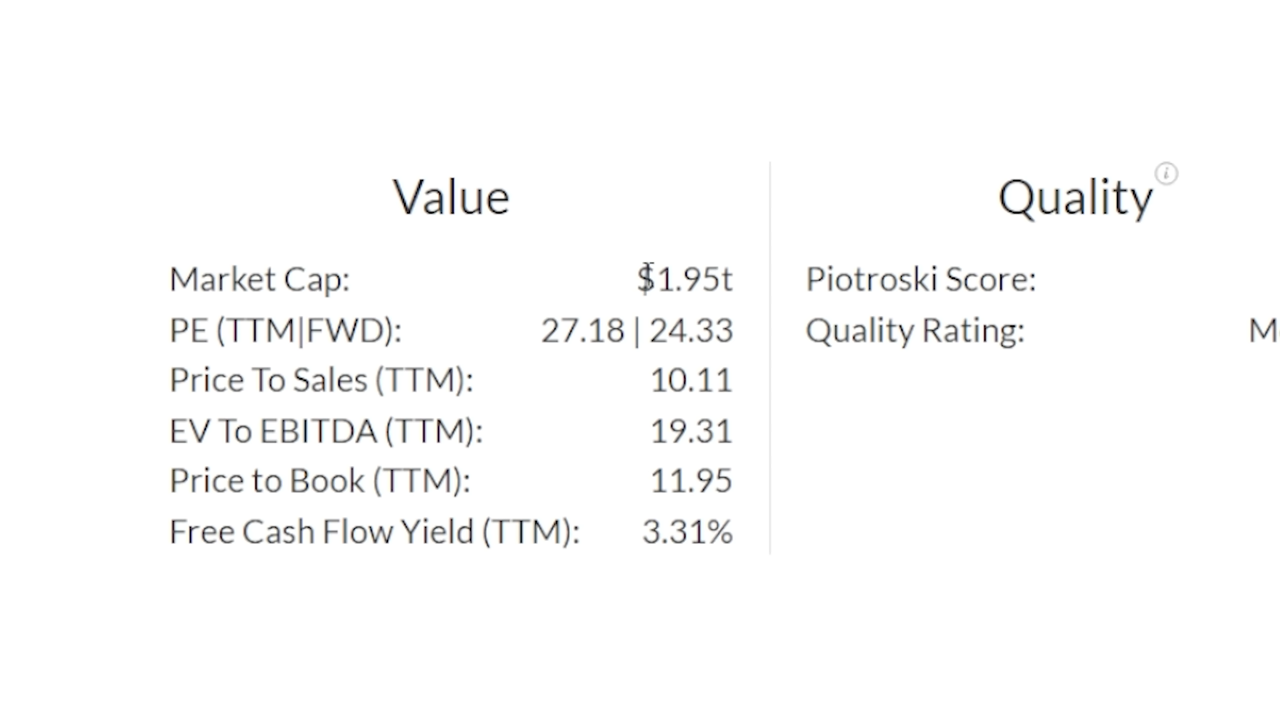 Value
Market Cap: $1.95t
PE (TTM|FWD): 27.18 | 24.33
Price To Sales (TTM): 10.11
EV To EBITDA (TTM): 19.31
Price to Book (TTM): 11.95
Free Cash Flow Yield (TTM): 3.31%
Quality
Piotroski Score:
Quality Rating: